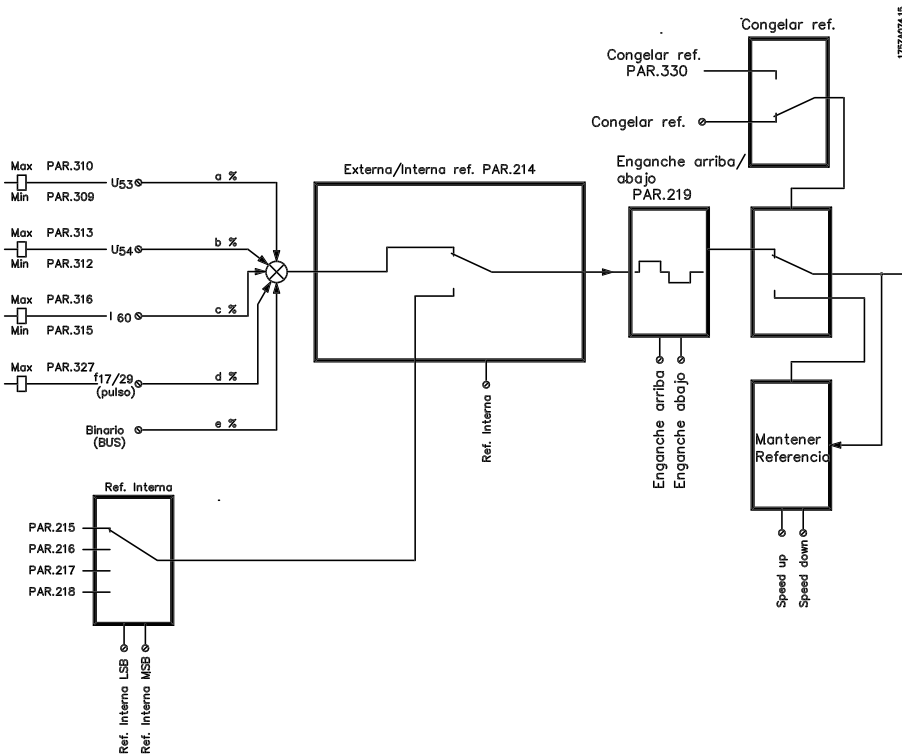 175ZA074.15
Congelar ref.
Congelar ref.
PAR.330
Congelar ref.
Enganche arriba/
abajo
PAR.219
Externa/Interna ref. PAR.214
Max PAR.310
U53
Min PAR.309
a %
Max PAR.313
U54
Min PAR.312
b %
Max PAR.316
I 60
Min PAR.315
c %
Max PAR.327
f17/29
(pulso)
d %
Binario
(BUS)
e %
Ref. Interna
Enganche arriba
Enganche abajo
Mantener
Referencia
Speed up
Speed down
Ref. Interna
PAR.215
PAR.216
PAR.217
PAR.218
Ref. Interna LSB
Ref. Interna MSB